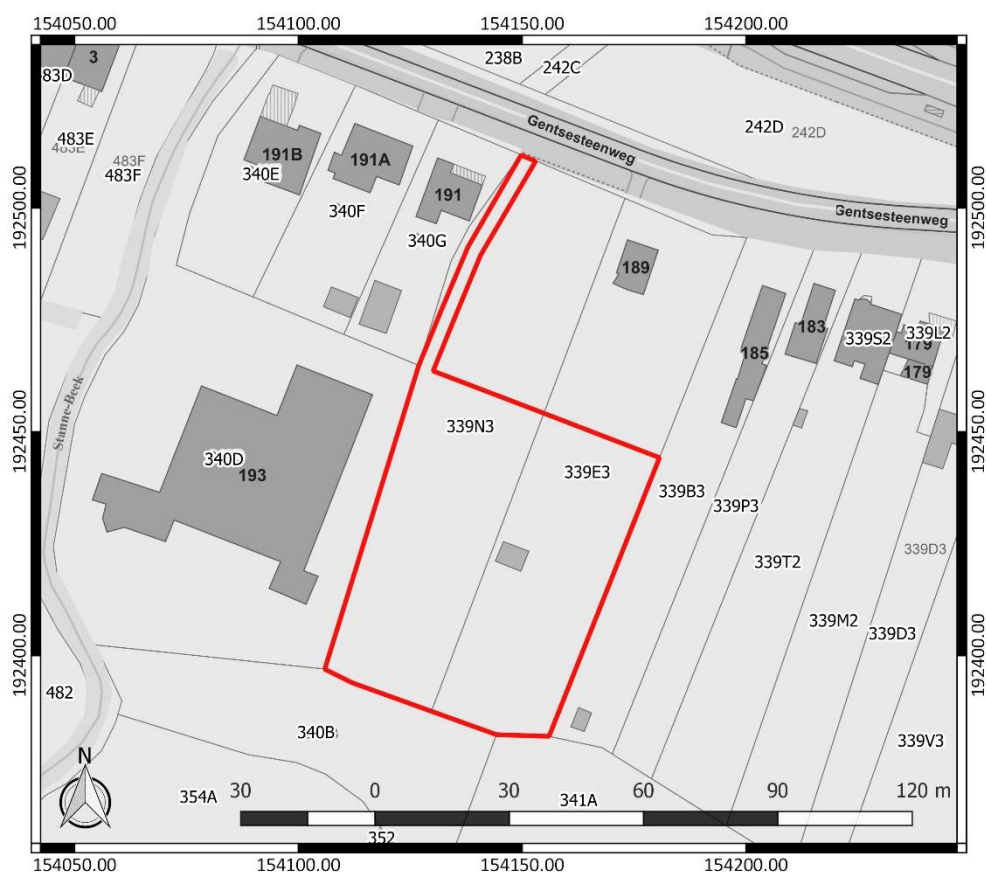 154050.00 154100.00 154150.00 154200.00
3
238B
242C
83D
242D
242D
483E
483E
483F
483F
Gentsesteenweg
191B
340E
191A
340F
191
340G
192500.00
192500.00
Gentsesteenweg
189
185
183
339S2
339L2
179
179
Stanne-Beek
192450.00
192450.00
339N3
340D
193
339E3
339B3
339P3
339D3
339T2
339M2
339D3
192400.00
192400.00
482
340B
339V3
N
354A
341A
352
30 0 30 60 90 120 m
154050.00 154100.00 154150.00 154200.00